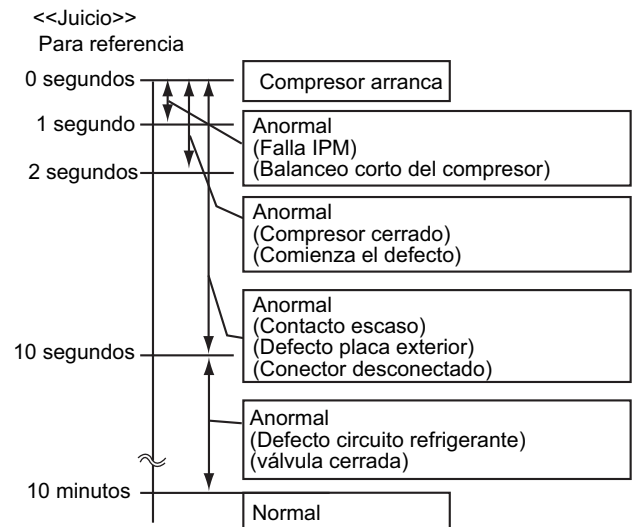 <<Juicio>>
Para referencia
0 segundos
Compresor arranca
1 segundo
Anormal
(Falla IPM)
(Balanceo corto del compresor)
2 segundos
Anormal
(Compresor cerrado)
(Comienza el defecto)
Anormal
(Contacto escaso)
(Defecto placa exterior)
(Conector desconectado)
10 segundos
Anormal
(Defecto circuito refrigerante)
(válvula cerrada)
10 minutos
Normal